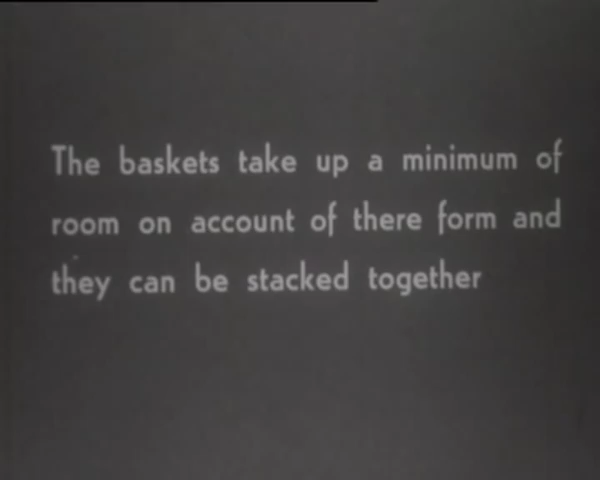 The baskets take up a minimum of
room on account of there form and
they can be stacked together